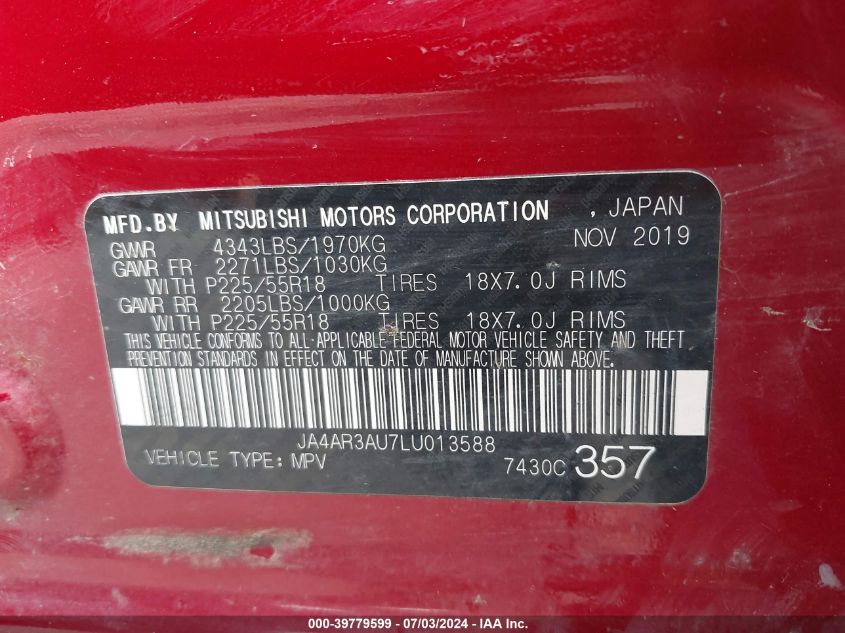 MFD.BY MITSUBISHI MOTORS CORPORATION , JAPAN
GVWR 4343LBS/1970KG NOV 2019
GAWR FR 2271LBS/1030KG
WITH P225/55R18 TIRES 18X7.0J RIMS
GAWR RR 2205LBS/1000KG
WITH P225/55R18 TIRES 18X7.0J RIMS
THIS VEHICLE CONFORMS TO ALL APPLICABLE FEDERAL MOTOR VEHICLE SAFETY AND THEFT
PREVENTION STANDARDS IN EFFECT ON THE DATE OF MANUFACTURE SHOWN ABOVE.
JA4AR3AU7LU013588
VEHICLE TYPE: MPV 7430C 357
000-39779599 - 07/03/2024 - IAA, Inc.